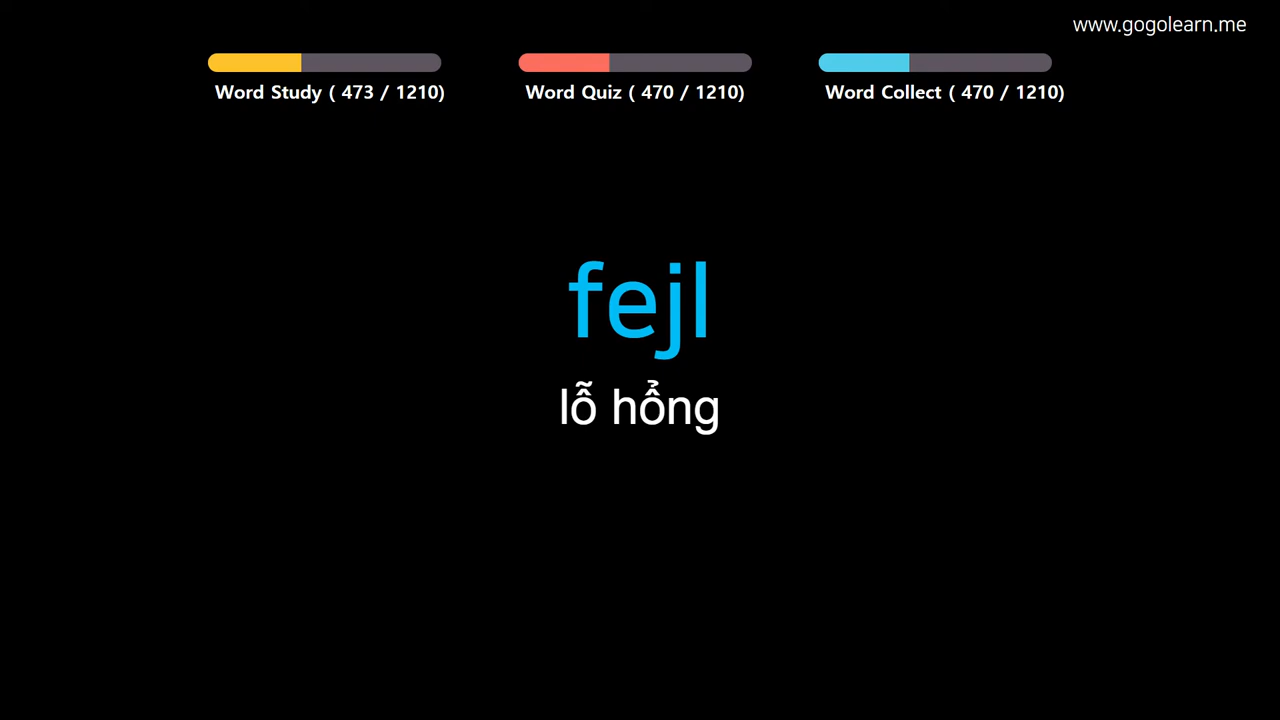 www.gogolearn.me
Word Study ( 473 / 1210)
Word Quiz ( 470 / 1210)
Word Collect ( 470 / 1210)
fejl
lỗ hổng